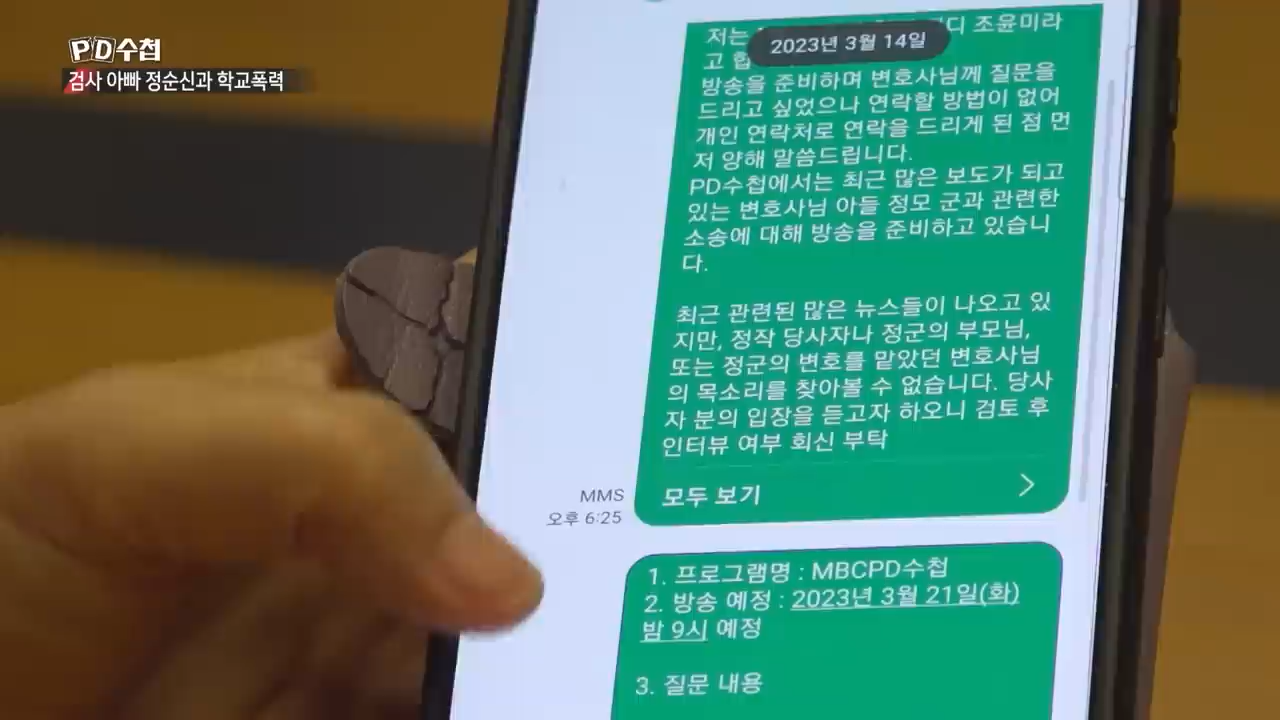 PD수첩
검사 아빠 정순신과 학교폭력
2023년 3월 14일
저는 디 조윤미라
고 합
방송을 준비하며 변호사님께 질문을
드리고 싶었으나 연락할 방법이 없어
개인 연락처로 연락을 드리게 된 점 먼
저 양해 말씀드립니다.
PD수첩에서는 최근 많은 보도가 되고
있는 변호사님 아들 정모 군과 관련한
소송에 대해 방송을 준비하고 있습니
다.
최근 관련된 많은 뉴스들이 나오고 있
지만, 정작 당사자나 정군의 부모님,
또는 정군의 변호를 맡았던 변호사님
의 목소리를 찾아볼 수 없습니다. 당사
자 분의 입장을 듣고자 하오니 검토 후
인터뷰 여부 회신 부탁
모두 보기
MMS
오후 6:25
1. 프로그램명 : MBCPD수첩
2. 방송 예정 : 2023년 3월 21일(화)
밤 9시 예정
3. 질문 내용